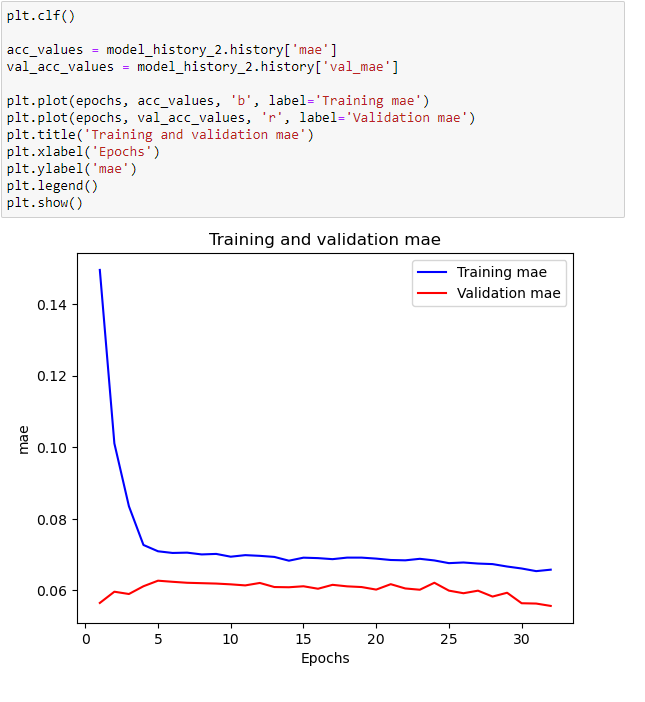 plt.clf()
acc_values = model_history_2.history['mae']
val_acc_values = model_history_2.history['val_mae']
plt.plot(epochs, acc_values, 'b', label='Training mae')
plt.plot(epochs, val_acc_values, 'r', label='Validation mae')
plt.title('Training and validation mae')
plt.xlabel('Epochs')
plt.ylabel('mae')
plt.legend()
plt.show()
Training and validation mae
Training mae
Validation mae
0.14
0.12
0.10
0.08
0.06
mae
0 5 10 15 20 25 30
Epochs